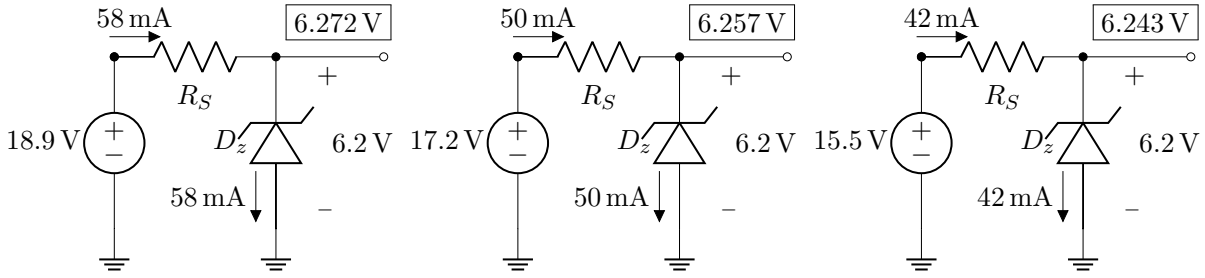 58 mA
6.272 V
R_S
18.9 V
+
−
D_z
+
6.2 V
−
58 mA
50 mA
6.257 V
R_S
17.2 V
+
−
D_z
+
6.2 V
−
50 mA
42 mA
6.243 V
R_S
15.5 V
+
−
D_z
+
6.2 V
−
42 mA